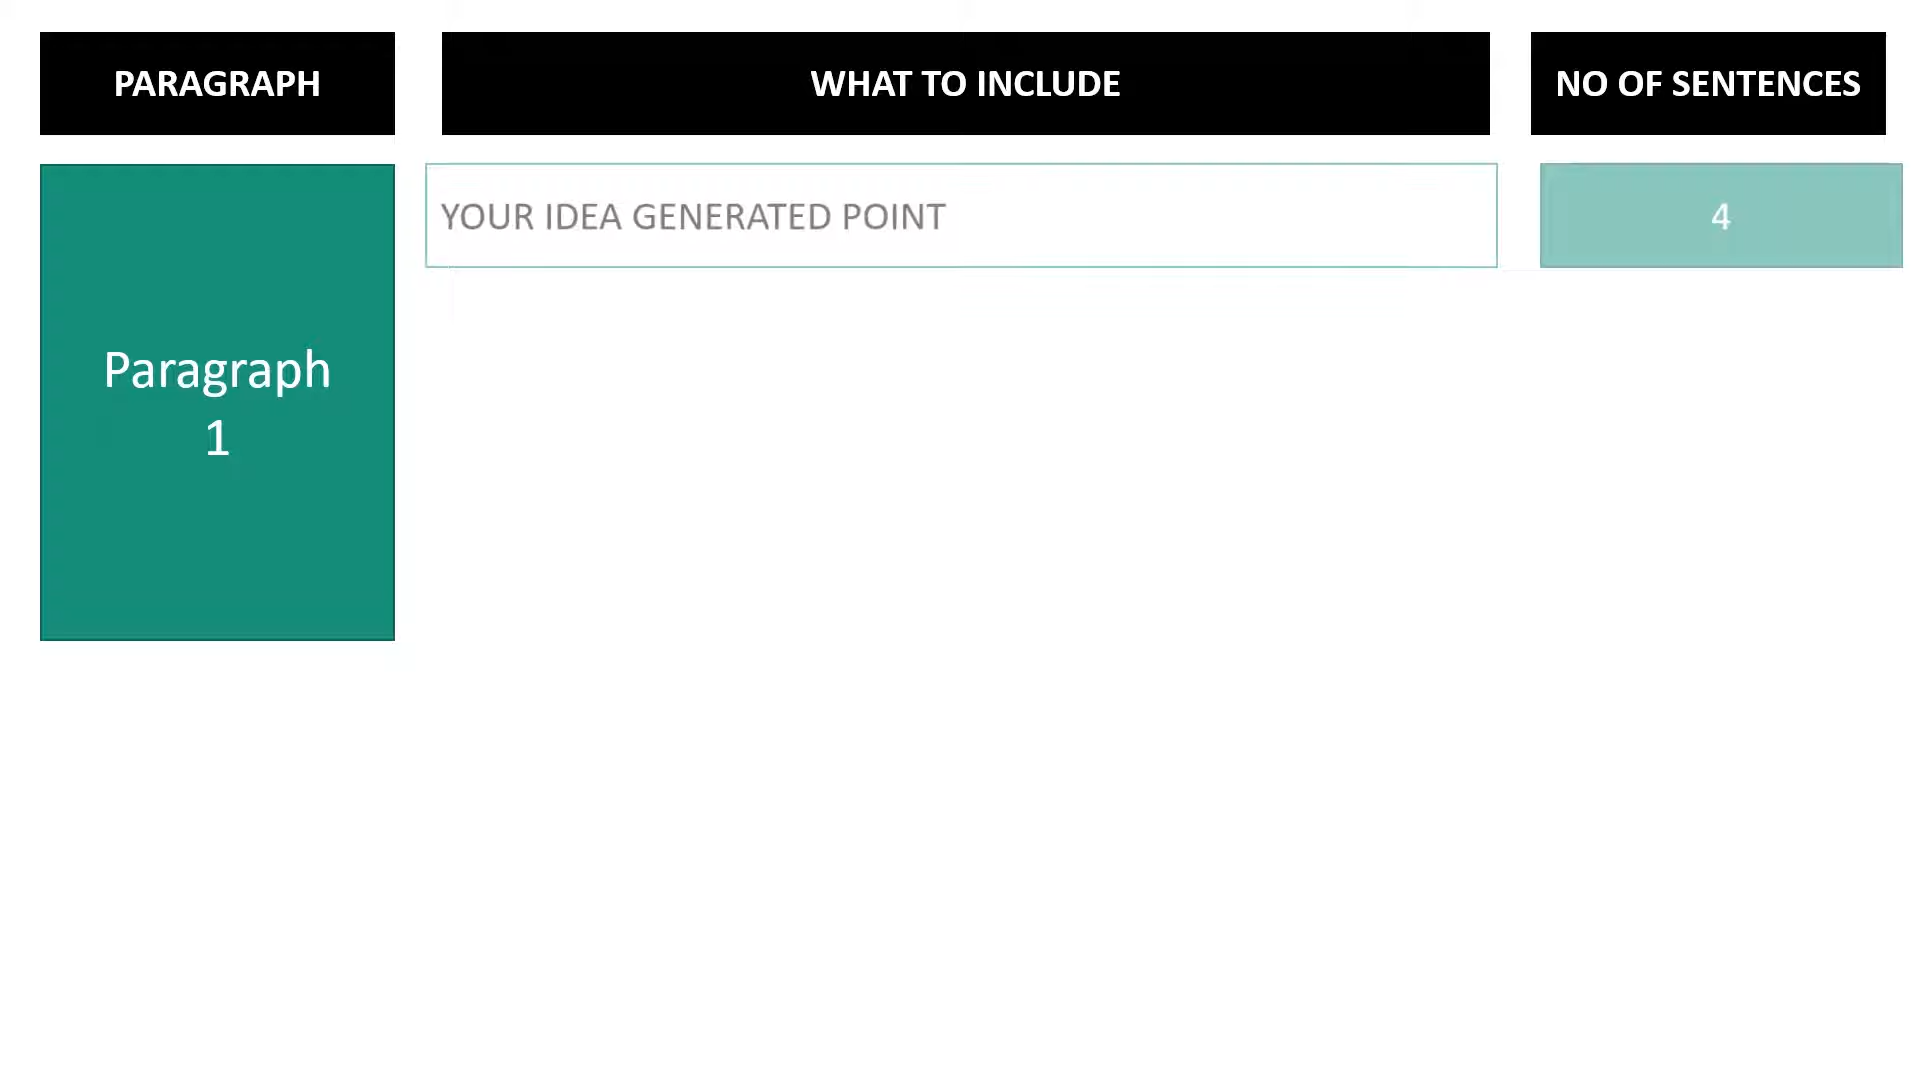 PARAGRAPH
WHAT TO INCLUDE
NO OF SENTENCES
Paragraph
1
YOUR IDEA GENERATED POINT
4